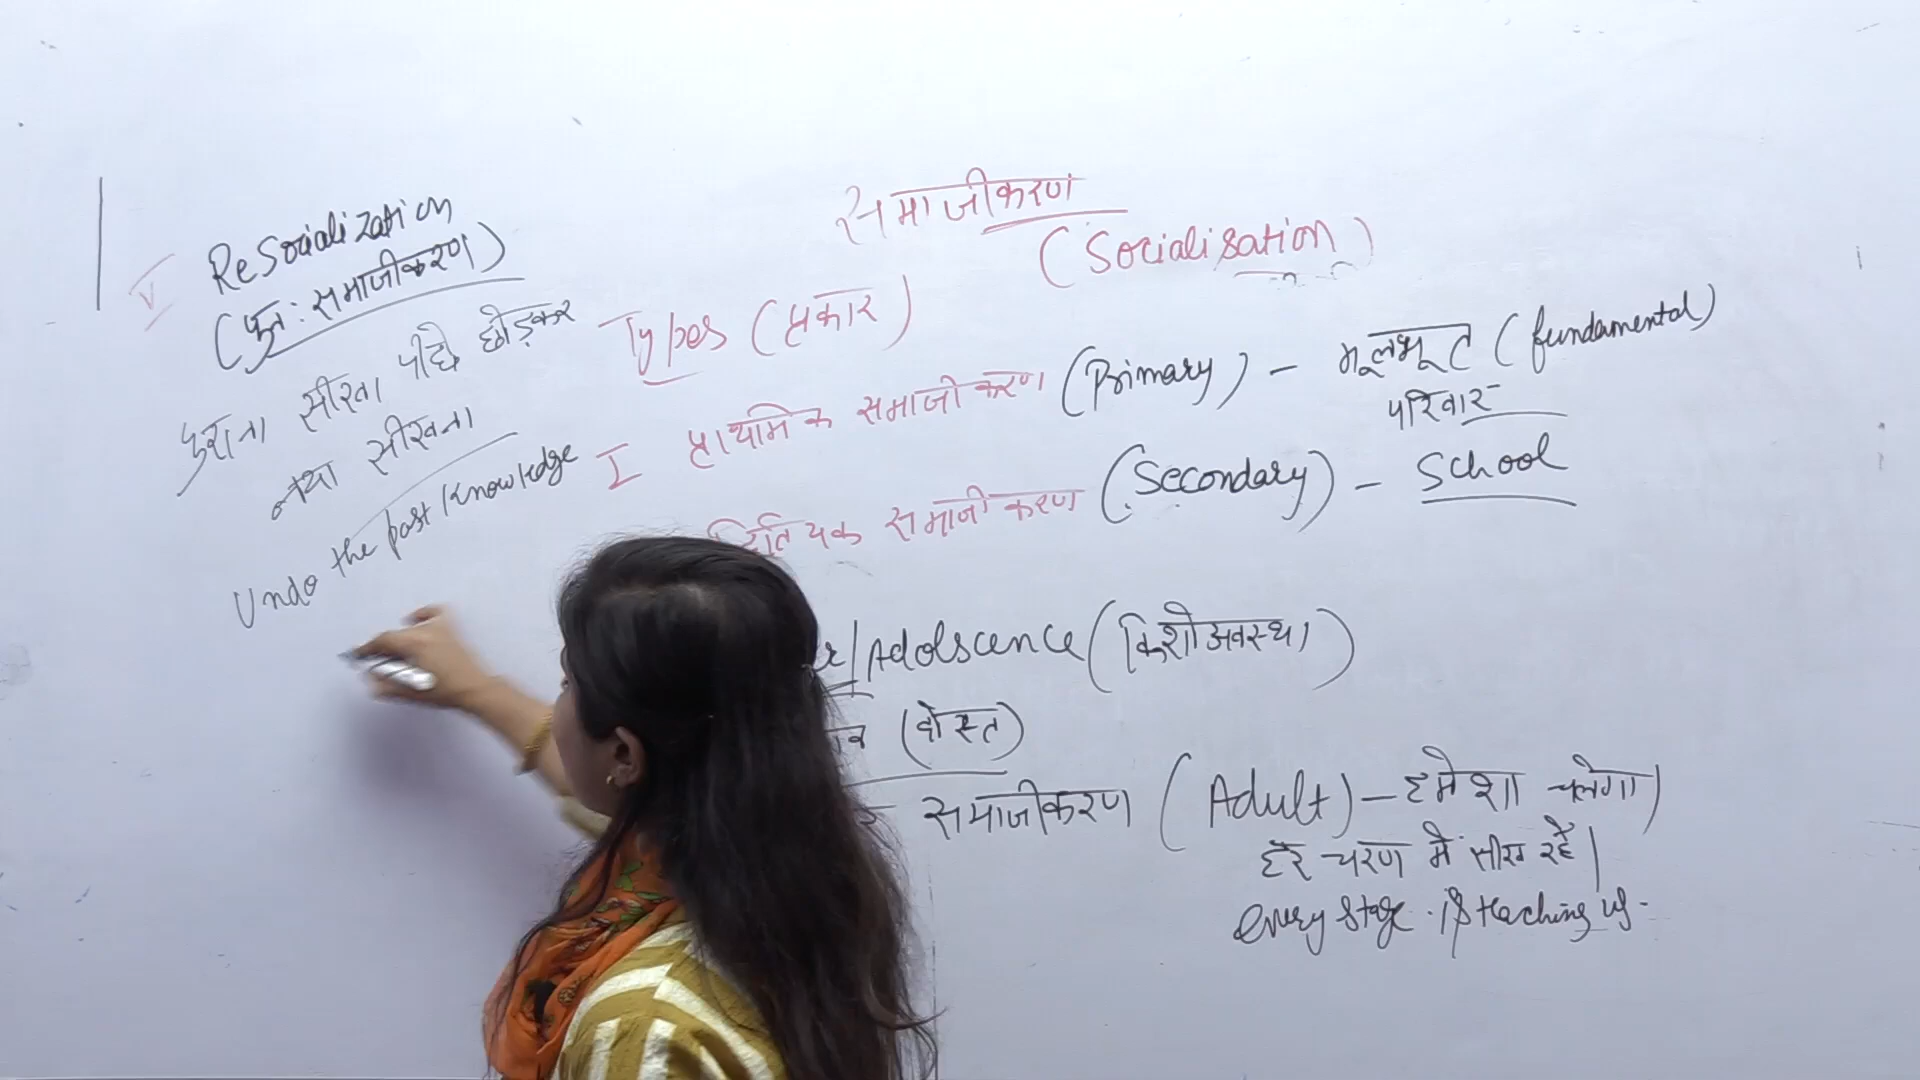 समाजीकरण
(Socialisation)
Types (प्रकार)
I प्राथमिक समाजीकरण (Primary) - मूलभूत (fundamental)
परिवार
समाजीकरण (Secondary) - School
/Adolscence (किशोअवस्था)
(दोस्त)
समाजीकरण (Adult) - हमेशा चलेगा|
हर चरण में सीख रहें|
every stage is teaching us.
V ReSocialization
(पुन: समाजीकरण)
पुराना सीखा पीछे छोड़कर
नया सीखना
Undo the past knowledge